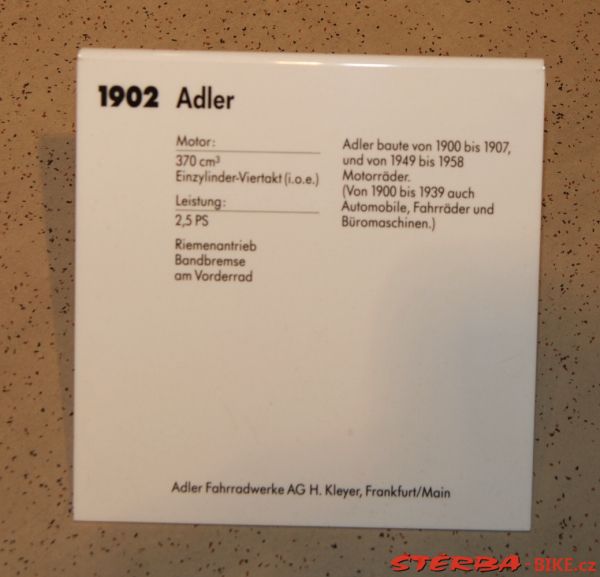 1902 Adler
Motor:
370 cm³
Einzylinder-Viertakt (i.o.e.)
Leistung:
2,5 PS
Riemenantrieb
Bandbremse
am Vorderrad
Adler baute von 1900 bis 1907,
und von 1949 bis 1958
Motorräder.
(Von 1900 bis 1939 auch
Automobile, Fahrräder und
Büromaschinen.)
Adler Fahrradwerke AG H. Kleyer, Frankfurt/Main
ŠTĚRBA-BIKE.cz